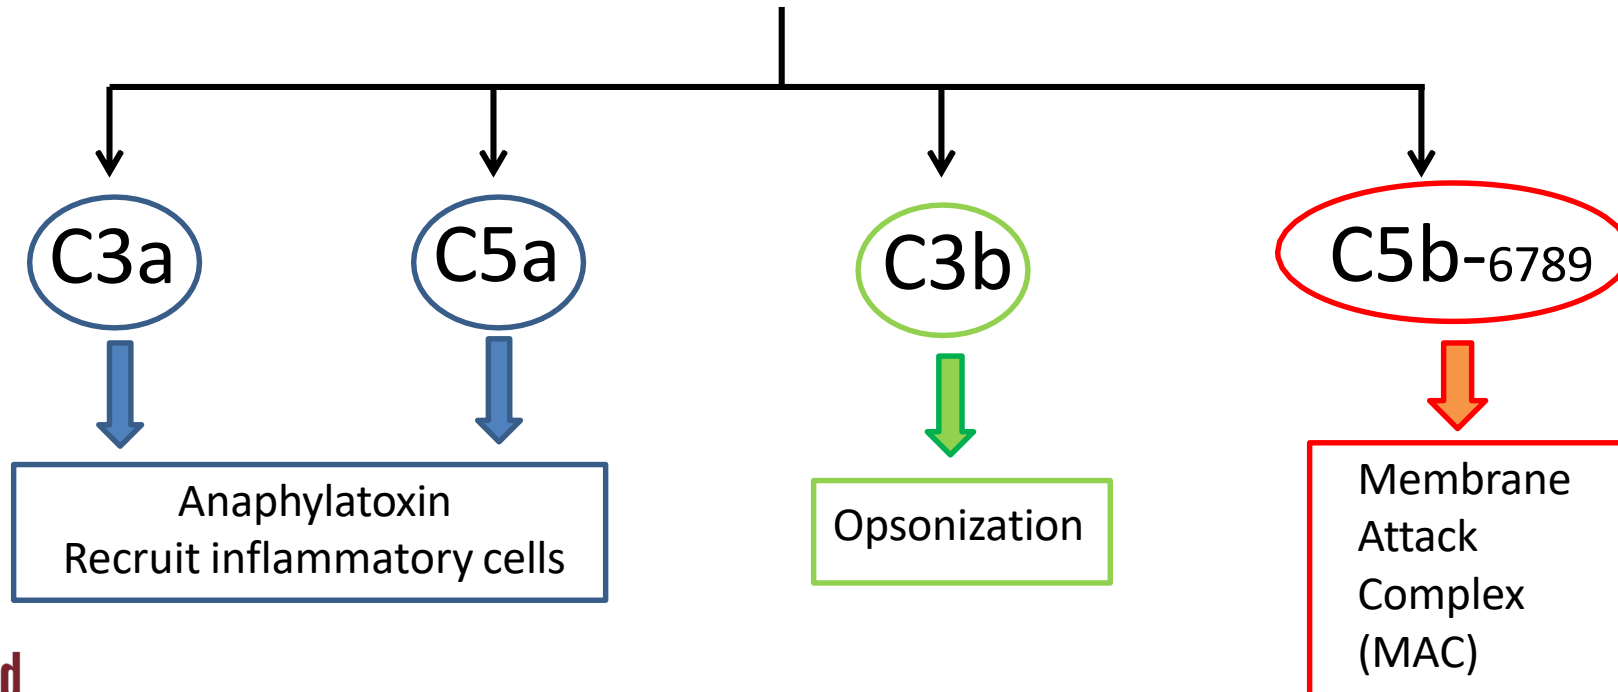 C3a
C5a
C3b
C5b-6789
Anaphylatoxin
Recruit inflammatory cells
Opsonization
Membrane
Attack
Complex
(MAC)